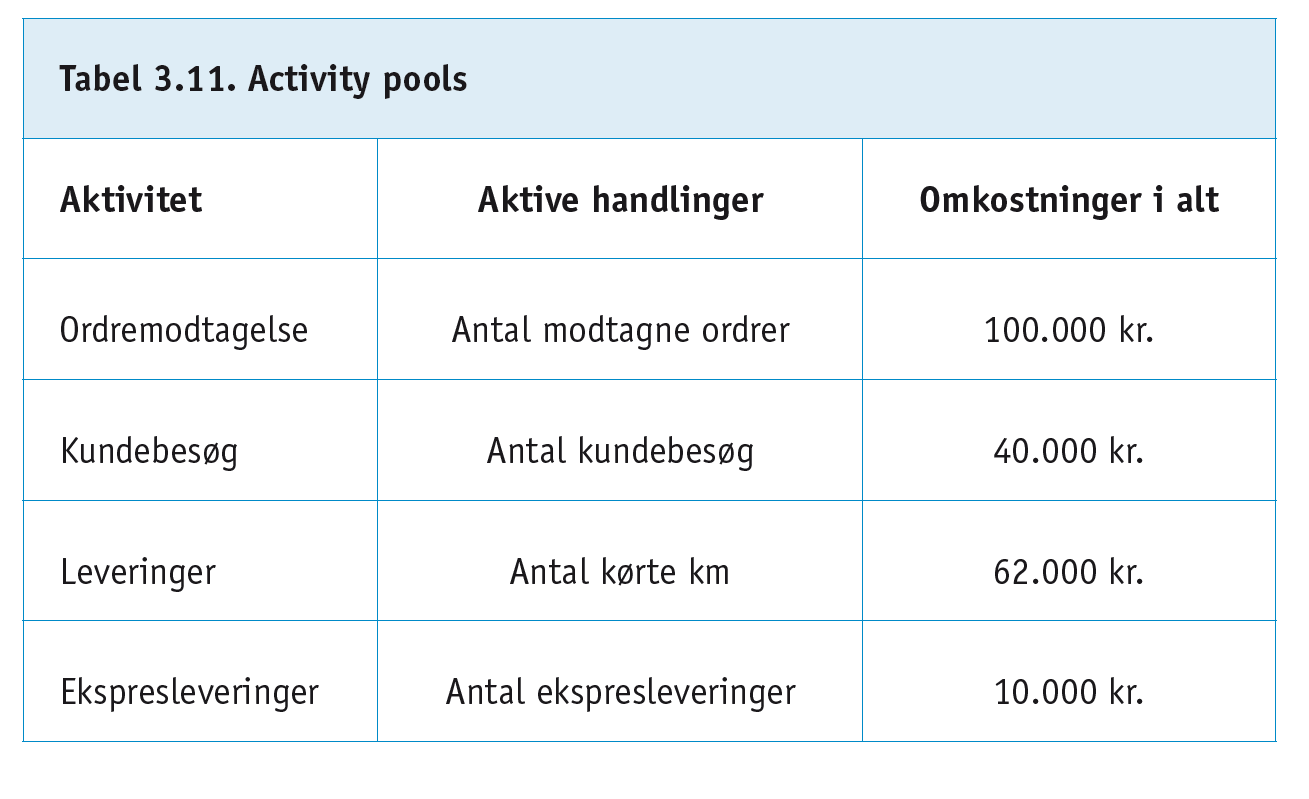 Tabel 3.11. Activity pools
Aktivitet Aktive handlinger Omkostninger i alt
Ordremodtagelse Antal modtagne ordrer 100.000 kr.
Kundebesøg Antal kundebesøg 40.000 kr.
Leveringer Antal kørte km 62.000 kr.
Ekspresleveringer Antal ekspresleveringer 10.000 kr.